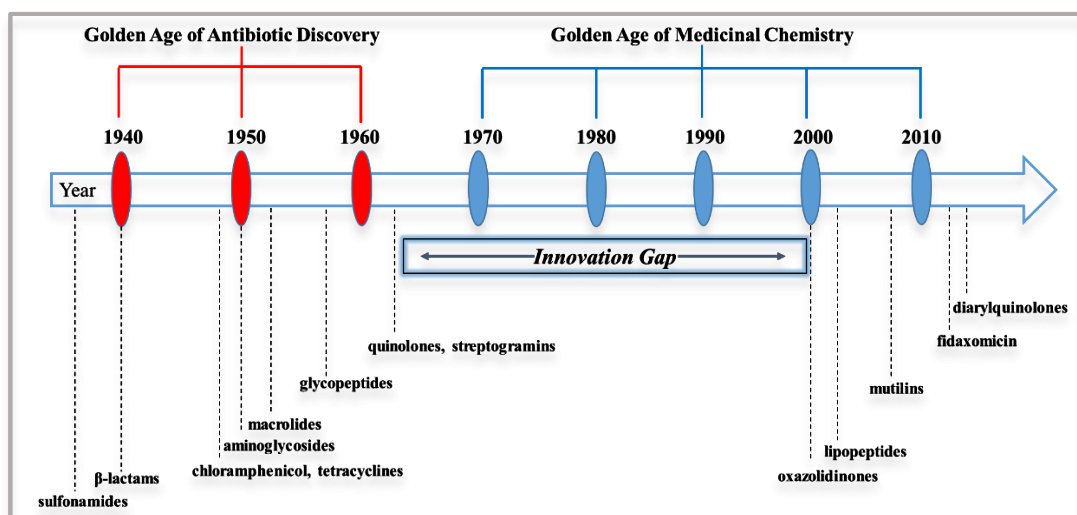 Golden Age of Antibiotic Discovery
Golden Age of Medicinal Chemistry
1940
1950
1960
1970
1980
1990
2000
2010
Year
Innovation Gap
diarylquinolones
fidaxomicin
quinolones, streptogramins
glycopeptides
mutilins
macrolides
aminoglycosides
lipopeptides
chloramphenicol, tetracyclines
β-lactams
oxazolidinones
sulfonamides